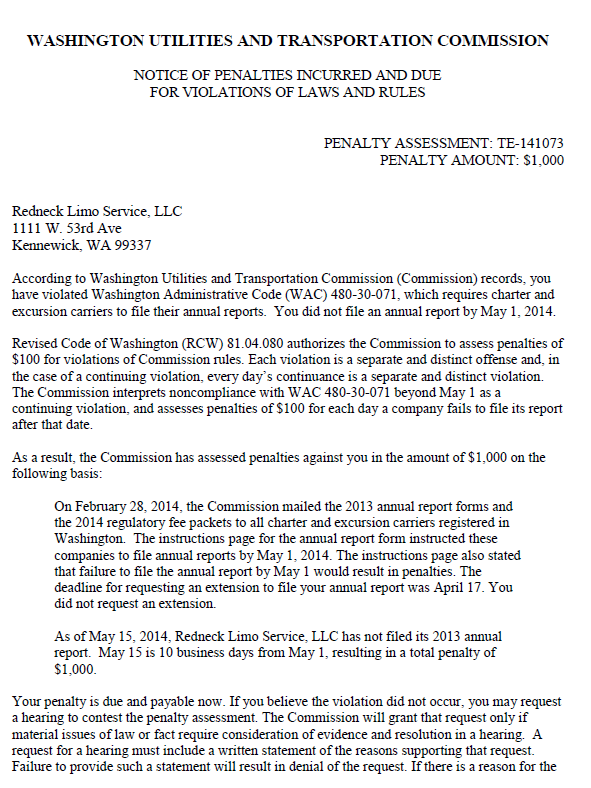 WASHINGTON UTILITIES AND TRANSPORTATION COMMISSION
NOTICE OF PENALTIES INCURRED AND DUE
FOR VIOLATIONS OF LAWS AND RULES
PENALTY ASSESSMENT: TE-141073
PENALTY AMOUNT: $1,000
Redneck Limo Service, LLC
1111 W. 53rd Ave
Kennewick, WA 99337
According to Washington Utilities and Transportation Commission (Commission) records, you
have violated Washington Administrative Code (WAC) 480-30-071, which requires charter and
excursion carriers to file their annual reports.  You did not file an annual report by May 1, 2014.
Revised Code of Washington (RCW) 81.04.080 authorizes the Commission to assess penalties of
$100 for violations of Commission rules. Each violation is a separate and distinct offense and, in
the case of a continuing violation, every day's continuance is a separate and distinct violation.
The Commission interprets noncompliance with WAC 480-30-071 beyond May 1 as a
continuing violation, and assesses penalties of $100 for each day a company fails to file its report
after that date.
As a result, the Commission has assessed penalties against you in the amount of $1,000 on the
following basis:
On February 28, 2014, the Commission mailed the 2013 annual report forms and
the 2014 regulatory fee packets to all charter and excursion carriers registered in
Washington.  The instructions page for the annual report form instructed these
companies to file annual reports by May 1, 2014. The instructions page also stated
that failure to file the annual report by May 1 would result in penalties. The
deadline for requesting an extension to file your annual report was April 17. You
did not request an extension.
As of May 15, 2014, Redneck Limo Service, LLC has not filed its 2013 annual
report.  May 15 is 10 business days from May 1, resulting in a total penalty of
$1,000.
Your penalty is due and payable now. If you believe the violation did not occur, you may request
a hearing to contest the penalty assessment. The Commission will grant that request only if
material issues of law or fact require consideration of evidence and resolution in a hearing.  A
request for a hearing must include a written statement of the reasons supporting that request.
Failure to provide such a statement will result in denial of the request. If there is a reason for the